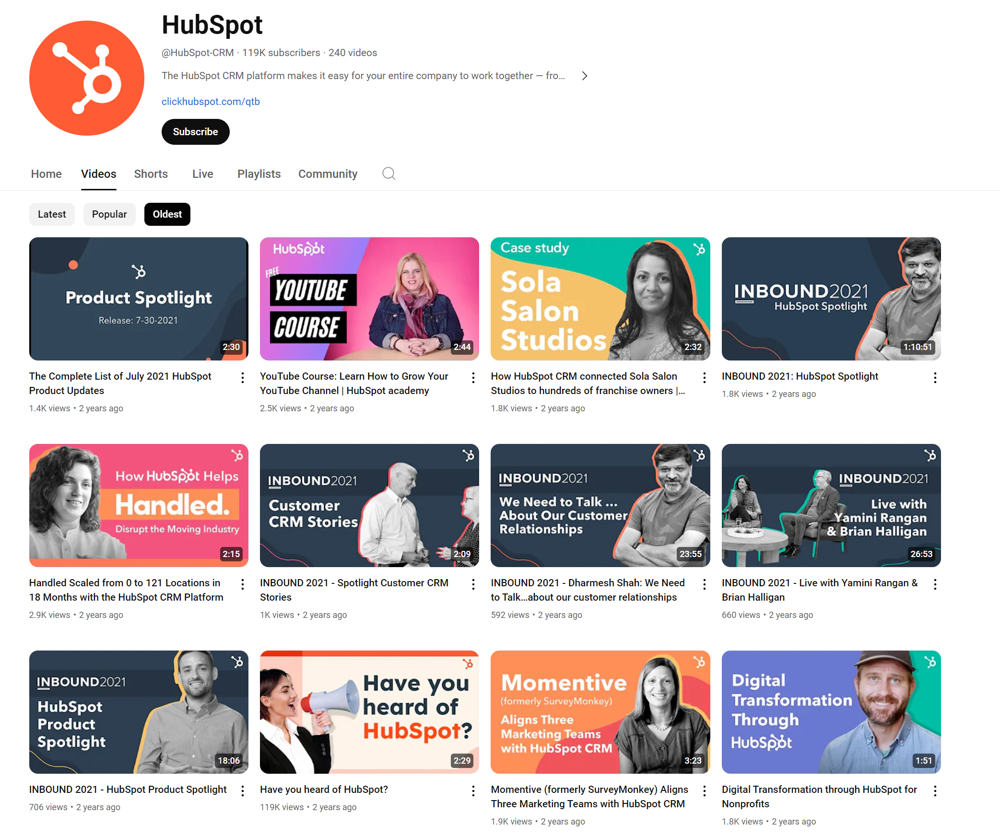 HubSpot
@HubSpot-CRM · 119K subscribers · 240 videos
The HubSpot CRM platform makes it easy for your entire company to work together — fro...
clickhubspot.com/qtb
Subscribe
Home Videos Shorts Live Playlists Community
Latest Popular Oldest
Product Spotlight
Release: 7-30-2021
2:30
The Complete List of July 2021 HubSpot
Product Updates
1.4K views • 2 years ago
HubSpot
FREE
YOUTUBE
COURSE
2:44
YouTube Course: Learn How to Grow Your
YouTube Channel | HubSpot academy
2.5K views • 2 years ago
Case study
Sola
Salon
Studios
2:32
How HubSpot CRM connected Sola Salon
Studios to hundreds of franchise owners |...
1.8K views • 2 years ago
INBOUND2021
HubSpot Spotlight
1:10:51
INBOUND 2021: HubSpot Spotlight
1.8K views • 2 years ago
How HubSpot Helps
Handled.
Disrupt the Moving Industry
2:15
Handled Scaled from 0 to 121 Locations in
18 Months with the HubSpot CRM Platform
2.9K views • 2 years ago
INBOUND2021
Customer
CRM Stories
2:09
INBOUND 2021 - Spotlight Customer CRM
Stories
1K views • 2 years ago
INBOUND2021
We Need to Talk ...
About Our Customer
Relationships
23:55
INBOUND 2021 - Dharmesh Shah: We Need
to Talk...about our customer relationships
592 views • 2 years ago
INBOUND2021
Live with
Yamini Rangan
& Brian Halligan
26:53
INBOUND 2021 - Live with Yamini Rangan &
Brian Halligan
660 views • 2 years ago
INBOUND2021
HubSpot
Product
Spotlight
18:06
INBOUND 2021 - HubSpot Product Spotlight
706 views • 2 years ago
Have you
heard of
HubSpot?
2:29
Have you heard of HubSpot?
119K views • 2 years ago
Momentive
(formerly SurveyMonkey)
Aligns Three
Marketing Teams
with HubSpot CRM
3:23
Momentive (formerly SurveyMonkey) Aligns
Three Marketing Teams with HubSpot CRM
1.9K views • 2 years ago
Digital
Transformation
Through
HubSpot
1:51
Digital Transformation through HubSpot for
Nonprofits
1.8K views • 2 years ago